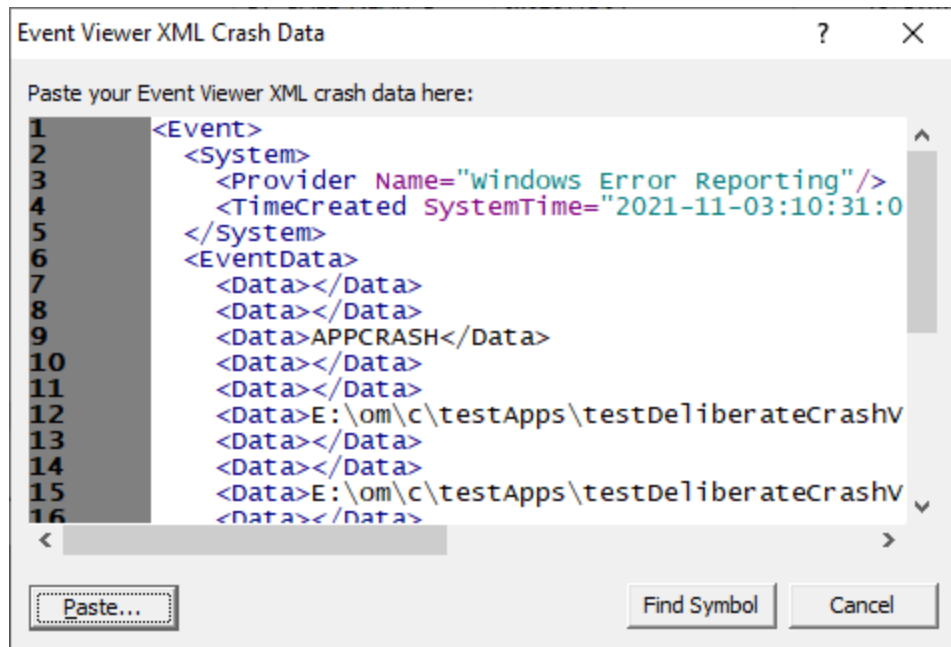 Event Viewer XML Crash Data
Paste your Event Viewer XML crash data here:
1 <Event>
2 <System>
3 <Provider Name="Windows Error Reporting"/>
4 <TimeCreated SystemTime="2021-11-03:10:31:0
5 </System>
6 <EventData>
7 <Data></Data>
8 <Data></Data>
9 <Data>APPCRASH</Data>
10 <Data></Data>
11 <Data></Data>
12 <Data>E:\om\c\testApps\testDeliberateCrashV
13 <Data></Data>
14 <Data></Data>
15 <Data>E:\om\c\testApps\testDeliberateCrashV
16 <Data></Data>
Paste... Find Symbol Cancel